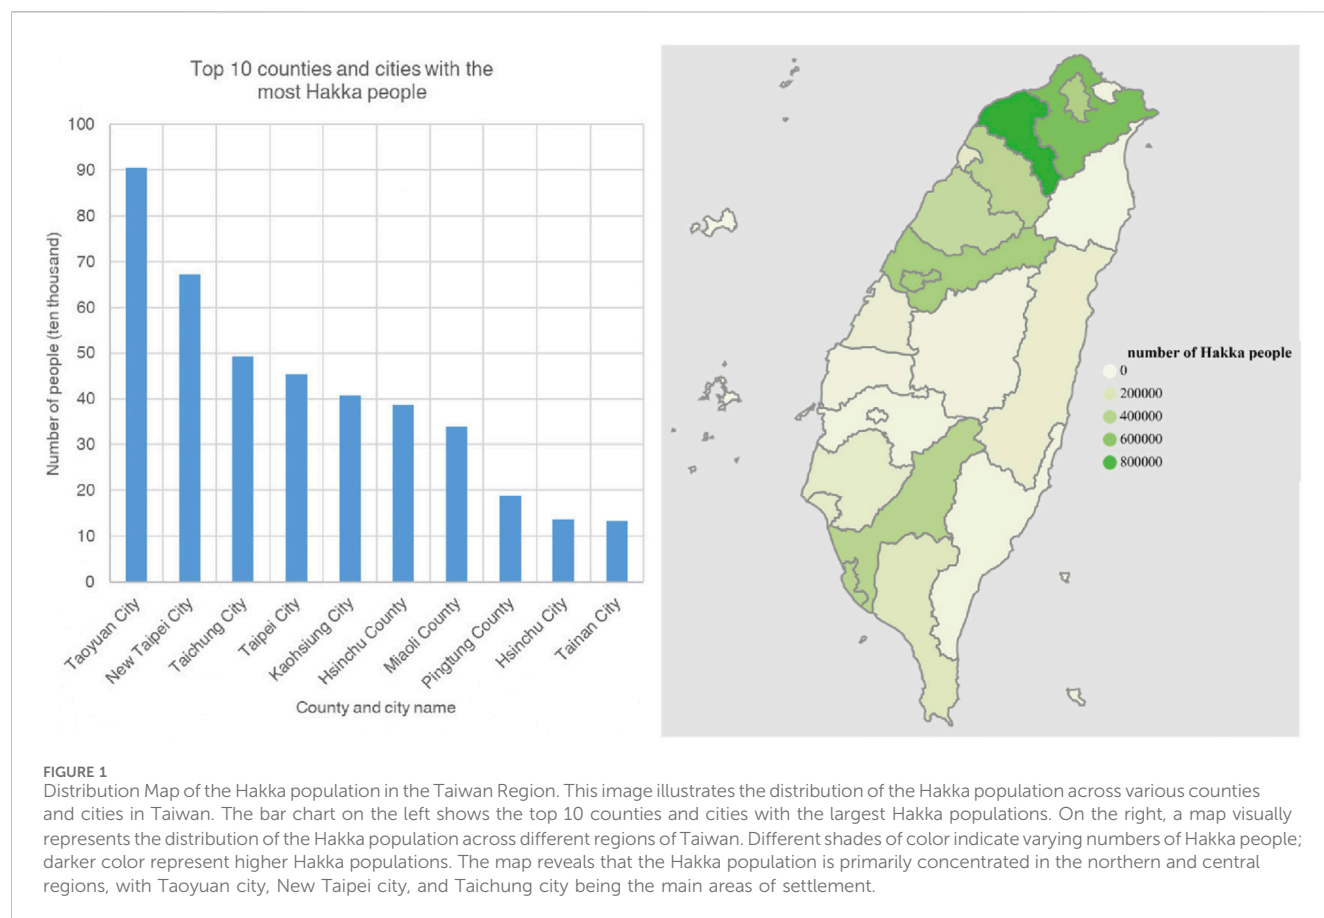 Top 10 counties and cities with the
most Hakka people
Number of people (ten thousand)
100
90
80
70
60
50
40
30
20
10
0
Taoyuan City
New Taipei City
Taichung City
Taipei City
Kaohsiung City
Hsinchu County
Miaoli County
Pingtung County
Hsinchu City
Tainan City
County and city name
number of Hakka people
0
200000
400000
600000
800000
FIGURE 1
Distribution Map of the Hakka population in the Taiwan Region. This image illustrates the distribution of the Hakka population across various counties
and cities in Taiwan. The bar chart on the left shows the top 10 counties and cities with the largest Hakka populations. On the right, a map visually
represents the distribution of the Hakka population across different regions of Taiwan. Different shades of color indicate varying numbers of Hakka people;
darker color represent higher Hakka populations. The map reveals that the Hakka population is primarily concentrated in the northern and central
regions, with Taoyuan city, New Taipei city, and Taichung city being the main areas of settlement.